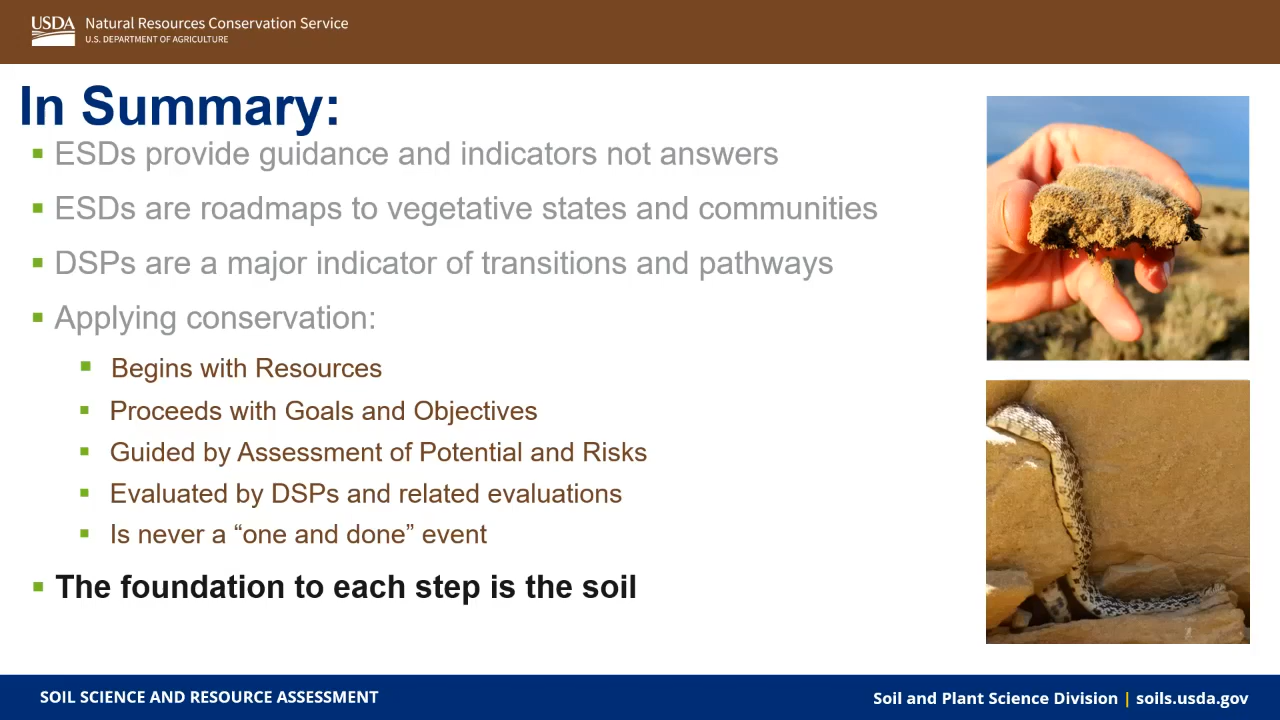 USDA
Natural Resources Conservation Service
U.S. DEPARTMENT OF AGRICULTURE
In Summary:
ESDs provide guidance and indicators not answers
ESDs are roadmaps to vegetative states and communities
DSPs are a major indicator of transitions and pathways
Applying conservation:
Begins with Resources
Proceeds with Goals and Objectives
Guided by Assessment of Potential and Risks
Evaluated by DSPs and related evaluations
Is never a “one and done” event
The foundation to each step is the soil
SOIL SCIENCE AND RESOURCE ASSESSMENT
Soil and Plant Science Division | soils.usda.gov